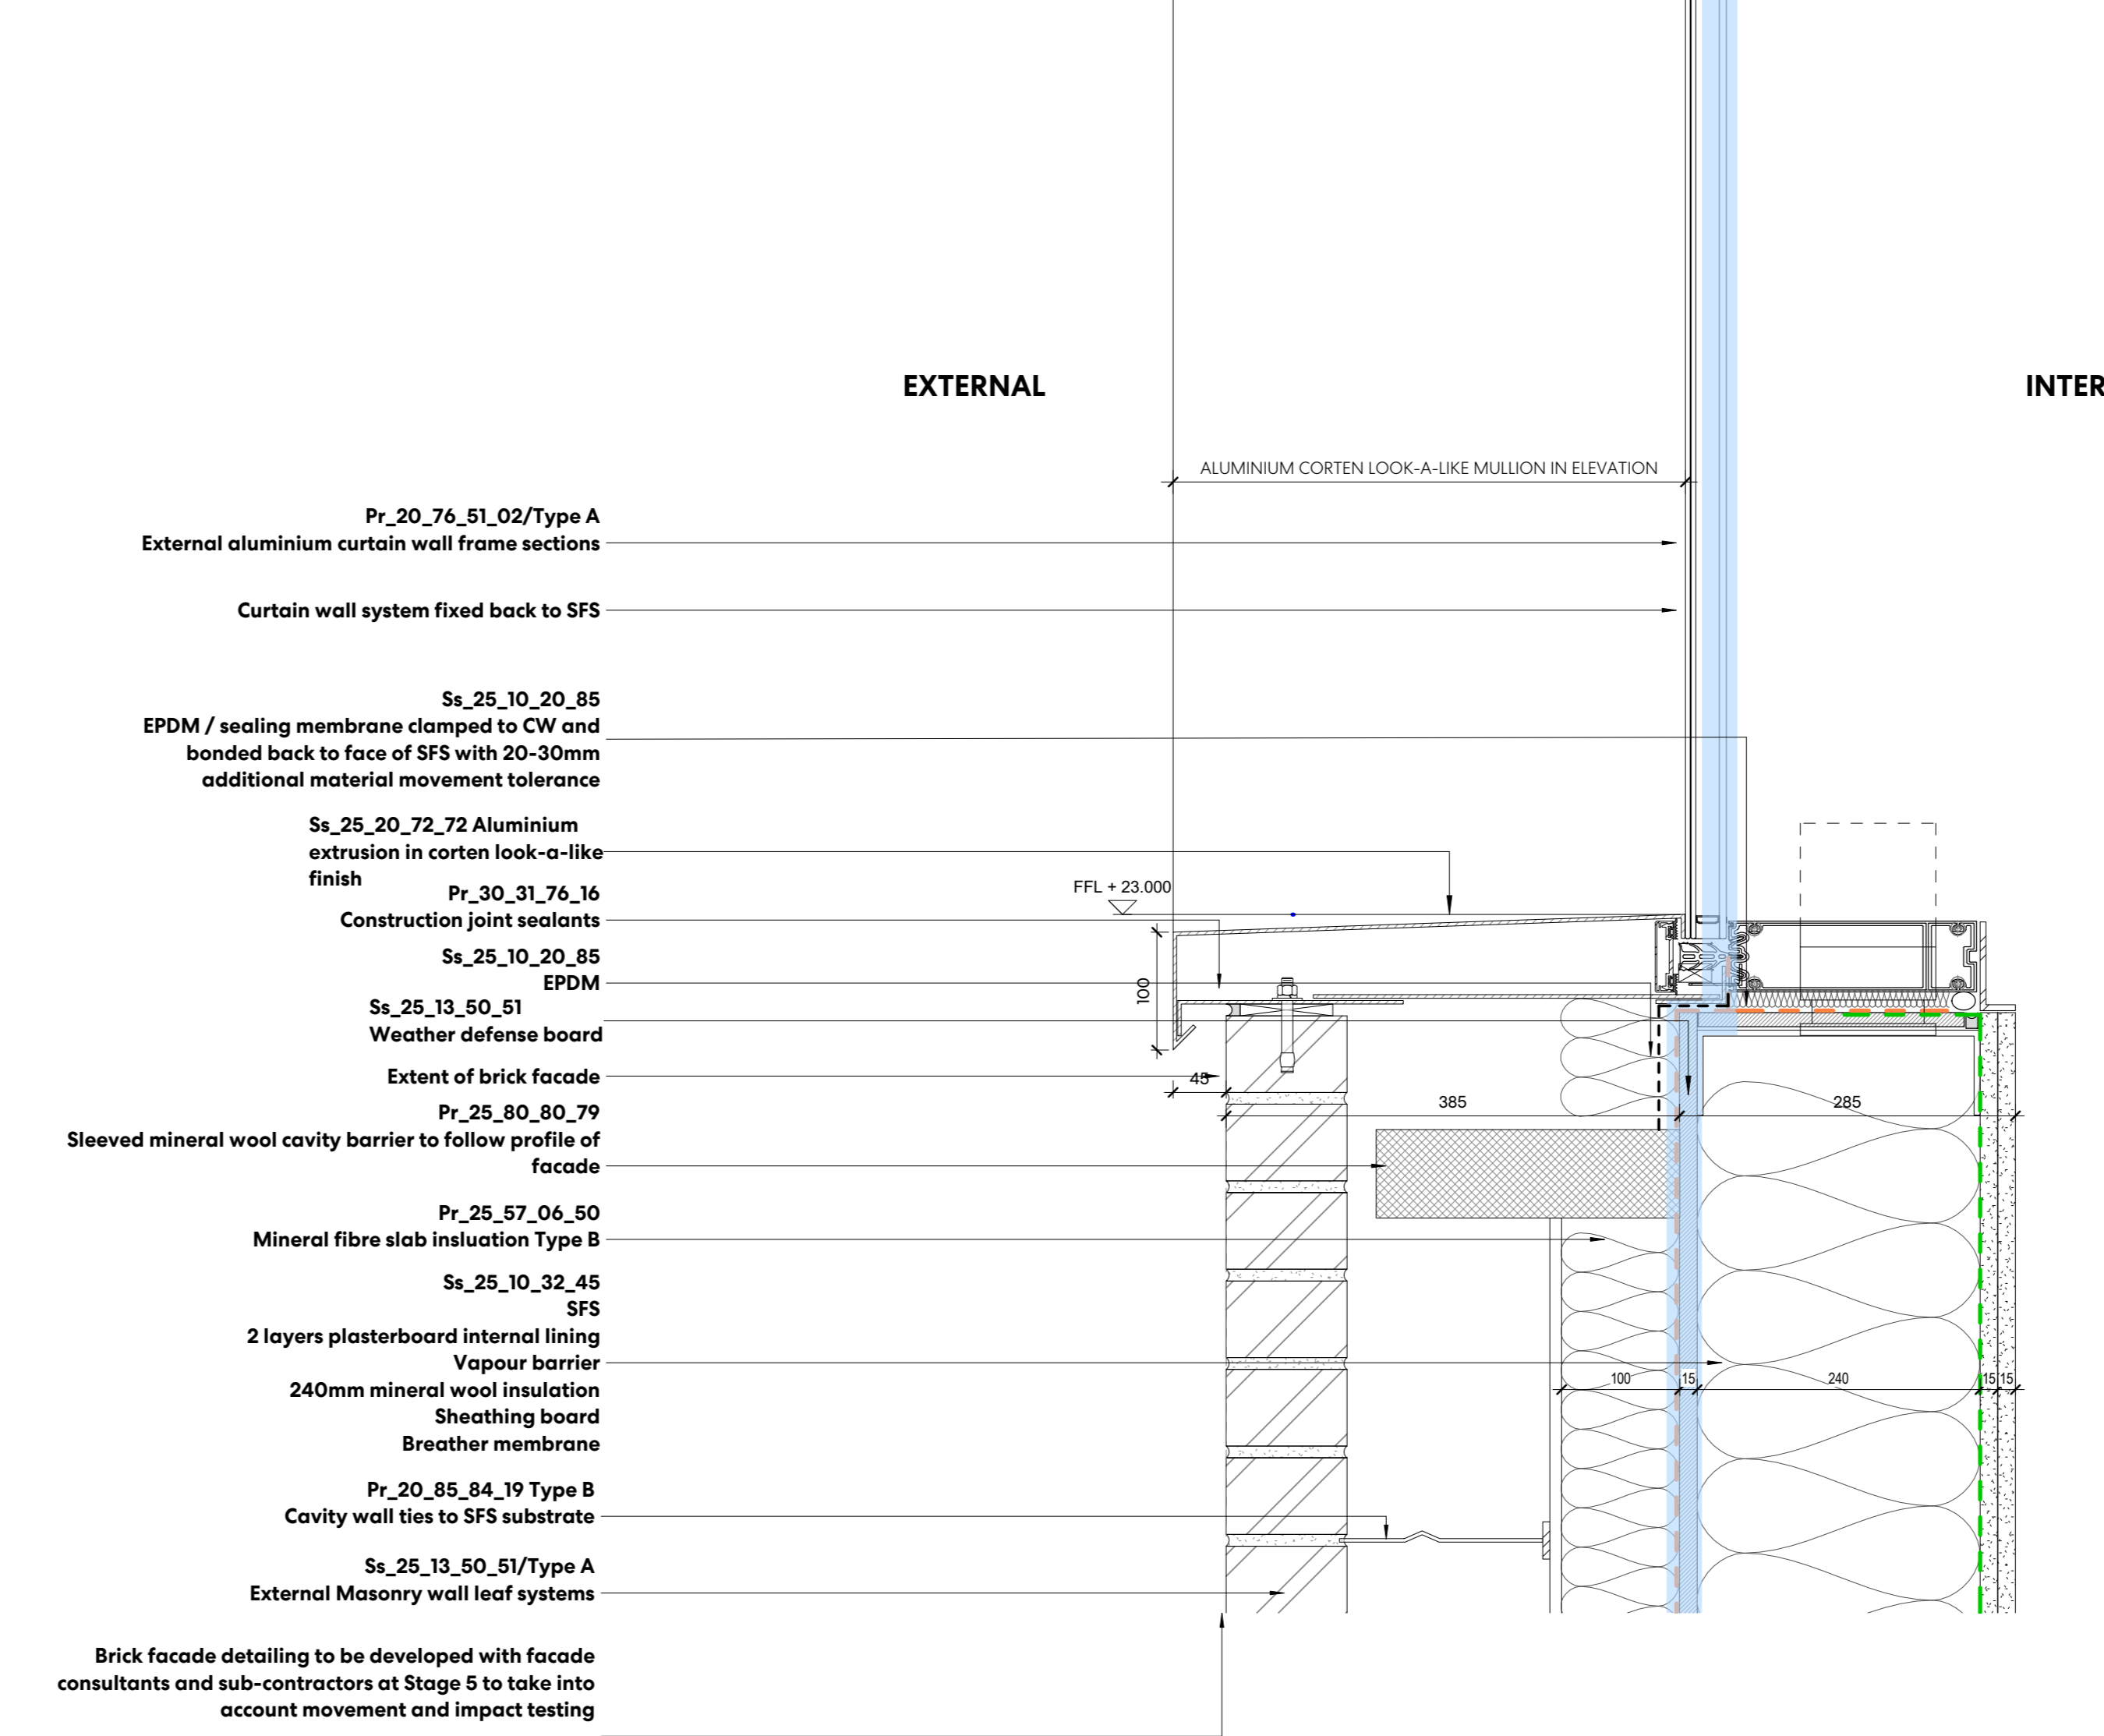 EXTERNAL
INTER
ALUMINIUM CORTEN LOOK-A-LIKE MULLION IN ELEVATION
Pr_20_76_51_02/Type A
External aluminium curtain wall frame sections
Curtain wall system fixed back to SFS
Ss_25_10_20_85
EPDM / sealing membrane clamped to CW and
bonded back to face of SFS with 20-30mm
additional material movement tolerance
Ss_25_20_72_72 Aluminium
extrusion in corten look-a-like
finish
FFL + 23.000
Pr_30_31_76_16
Construction joint sealants
Ss_25_10_20_85
EPDM
100
Ss_25_13_50_51
Weather defense board
Extent of brick facade
45
385
285
Pr_25_80_80_79
Sleeved mineral wool cavity barrier to follow profile of
facade
Pr_25_57_06_50
Mineral fibre slab insluation Type B
Ss_25_10_32_45
SFS
2 layers plasterboard internal lining
Vapour barrier
240mm mineral wool insulation
Sheathing board
Breather membrane
100
15
240
15
15
Pr_20_85_84_19 Type B
Cavity wall ties to SFS substrate
Ss_25_13_50_51/Type A
External Masonry wall leaf systems
Brick facade detailing to be developed with facade
consultants and sub-contractors at Stage 5 to take into
account movement and impact testing